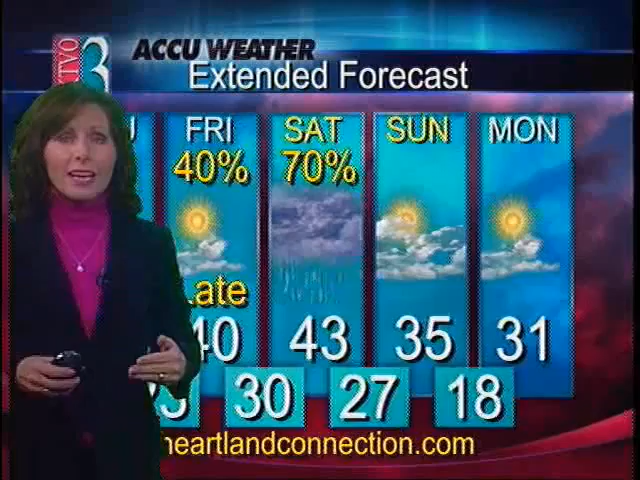 KTVO
3
ACCU WEATHER
Extended Forecast
U FRI SAT SUN MON
40% 70%
Late
40 43 35 31
30 27 18
heartlandconnection.com